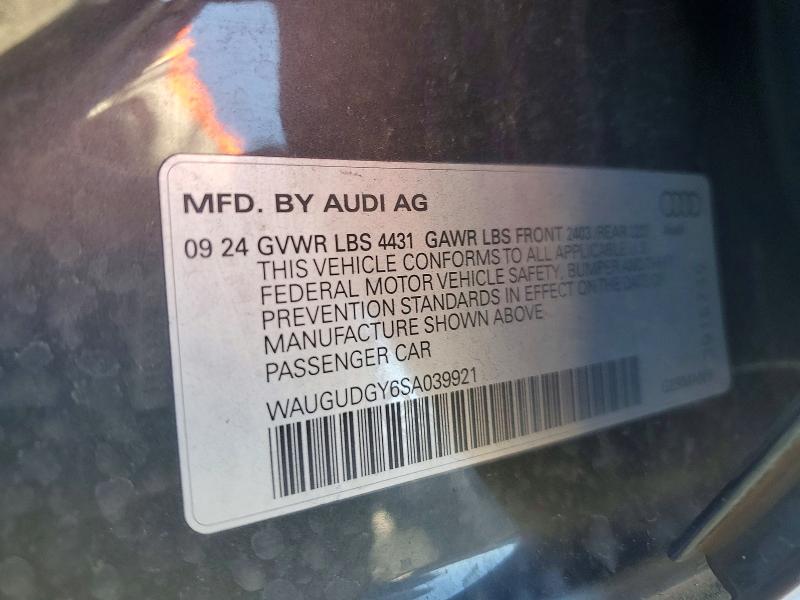 MFD. BY AUDI AG
09 24 GVWR LBS 4431 GAWR LBS FRONT 2403 /REAR
THIS VEHICLE CONFORMS TO ALL APPLICABLE U.S.
FEDERAL MOTOR VEHICLE SAFETY, BUMPER AND THEFT
PREVENTION STANDARDS IN EFFECT ON THE DATE OF
MANUFACTURE SHOWN ABOVE
PASSENGER CAR
WAUGUDGY6SA039921
GERMANY